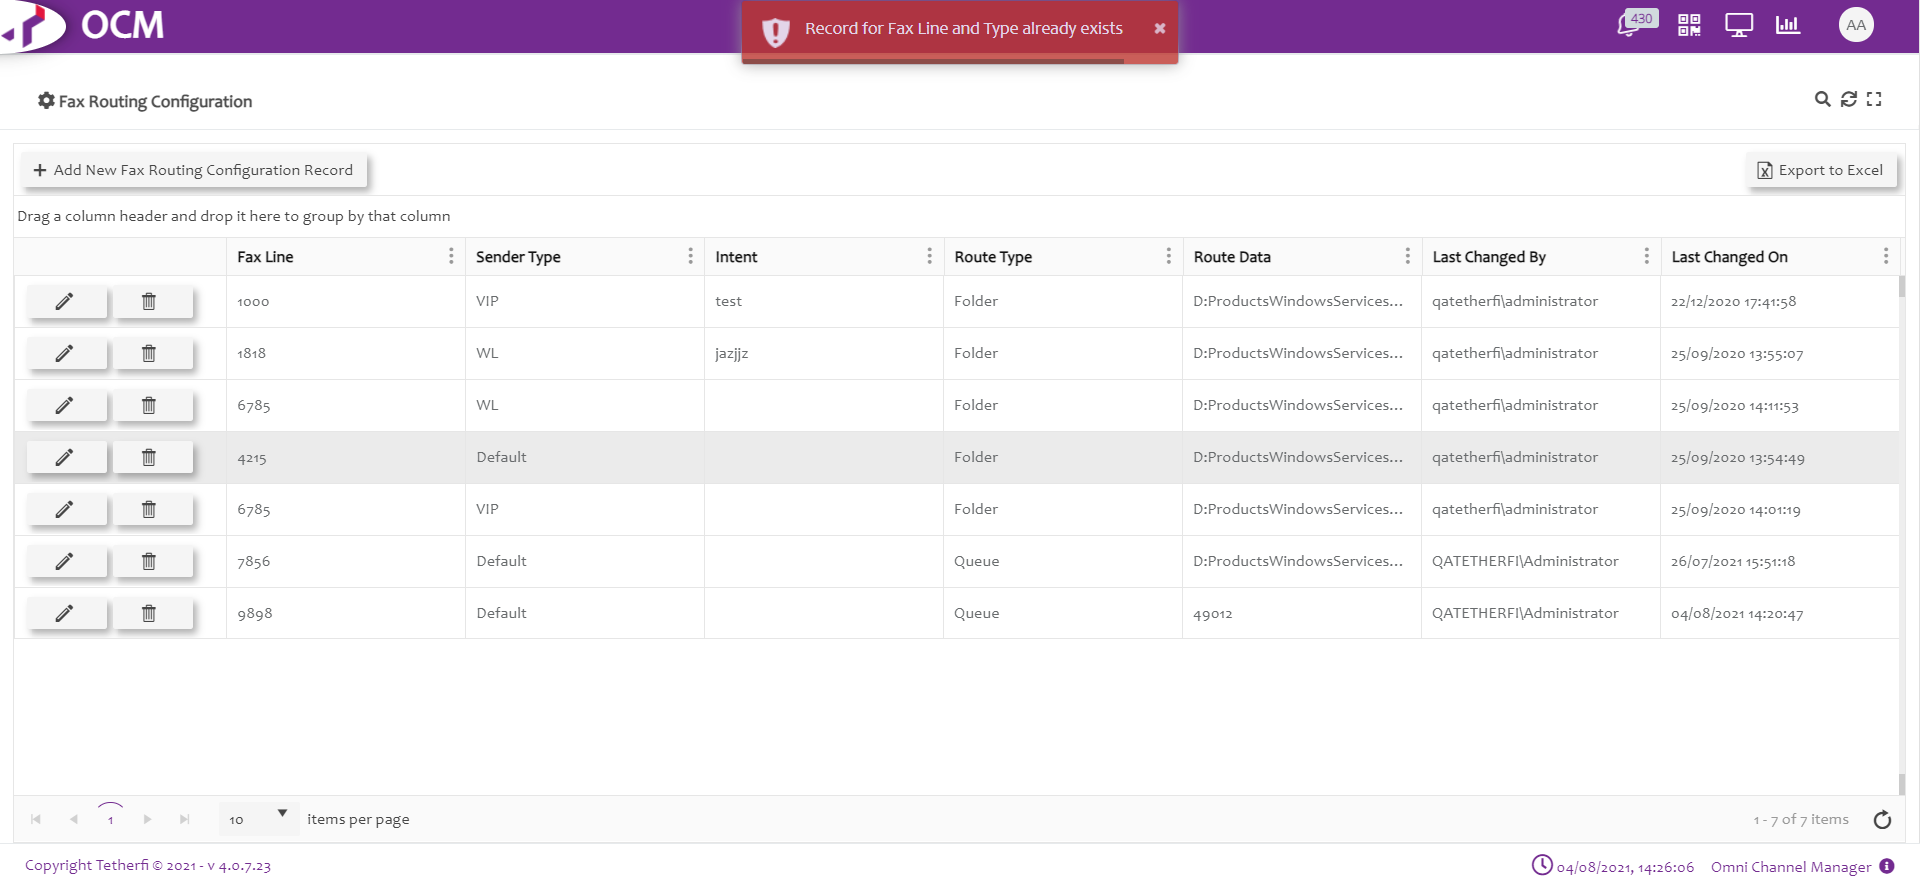 OCM
Record for Fax Line and Type already exists
430
AA
Fax Routing Configuration
Add New Fax Routing Configuration Record
Export to Excel
Drag a column header and drop it here to group by that column
Fax Line Sender Type Intent Route Type Route Data Last Changed By Last Changed On
1000 VIP test Folder D:ProductsWindowsServices... qatetherfi\administrator 22/12/2020 17:41:58
1818 WL jazjjz Folder D:ProductsWindowsServices... qatetherfi\administrator 25/09/2020 13:55:07
6785 WL Folder D:ProductsWindowsServices... qatetherfi\administrator 25/09/2020 14:11:53
4215 Default Folder D:ProductsWindowsServices... qatetherfi\administrator 25/09/2020 13:54:49
6785 VIP Folder D:ProductsWindowsServices... qatetherfi\administrator 25/09/2020 14:01:19
7856 Default Queue D:ProductsWindowsServices... QATETHERFI\Administrator 26/07/2021 15:51:18
9898 Default Queue 49012 QATETHERFI\Administrator 04/08/2021 14:20:47
1 10 items per page 1 - 7 of 7 items
Copyright Tetherfi © 2021 - v 4.0.7.23 04/08/2021, 14:26:06 Omni Channel Manager